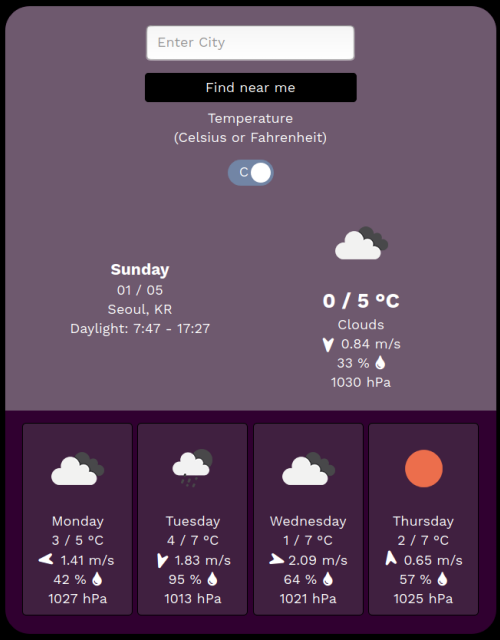 Enter City
Find near me
Temperature
(Celsius or Fahrenheit)
C
Sunday
01 / 05
Seoul, KR
Daylight: 7:47 - 17:27
0 / 5 °C
Clouds
0.84 m/s
33 %
1030 hPa
Monday
3 / 5 °C
1.41 m/s
42 %
1027 hPa
Tuesday
4 / 7 °C
1.83 m/s
95 %
1013 hPa
Wednesday
1 / 7 °C
2.09 m/s
64 %
1021 hPa
Thursday
2 / 7 °C
0.65 m/s
57 %
1025 hPa